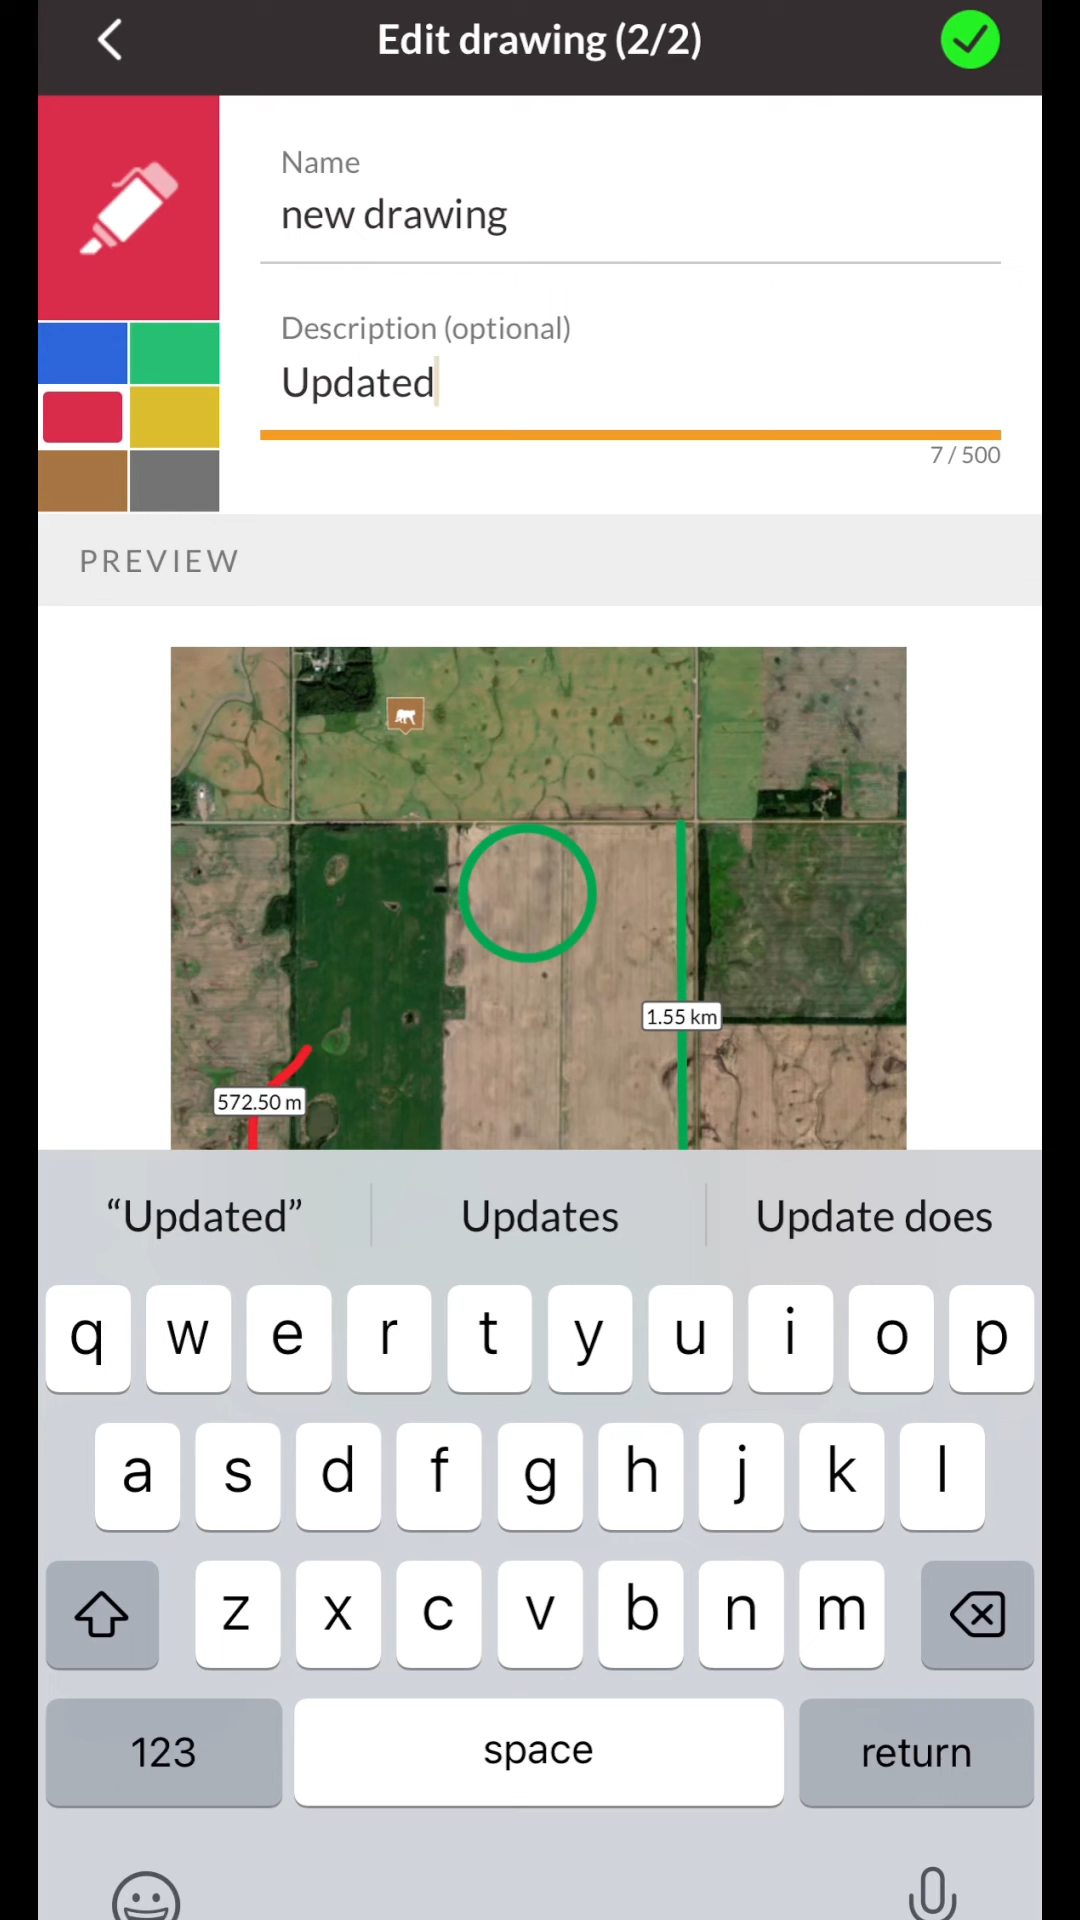 Edit drawing (2/2)
Name
new drawing
Description (optional)
Updated
7 / 500
PREVIEW
1.55 km
572.50 m
“Updated” Updates Update does
q w e r t y u i o p
a s d f g h j k l
z x c v b n m
123 space return